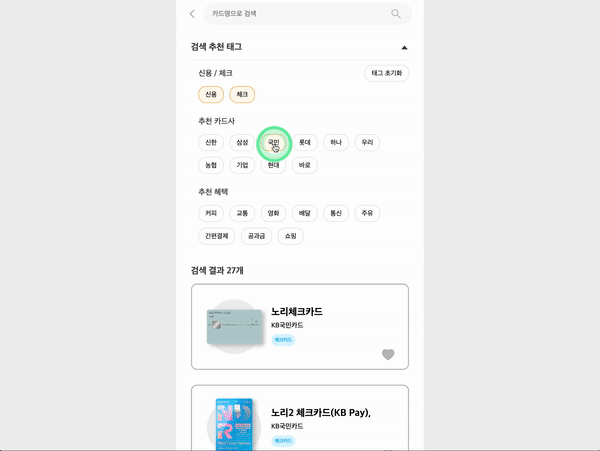 카드명으로 검색
검색 추천 태그
신용 / 체크
태그 초기화
신용 체크
추천 카드사
신한 삼성 국민 롯데 하나 우리
농협 기업 현대 바로
추천 혜택
커피 교통 영화 배달 통신 주유
간편결제 공과금 쇼핑
검색 결과 27개
노리체크카드
KB국민카드
체크카드
노리2 체크카드(KB Pay),
KB국민카드
체크카드